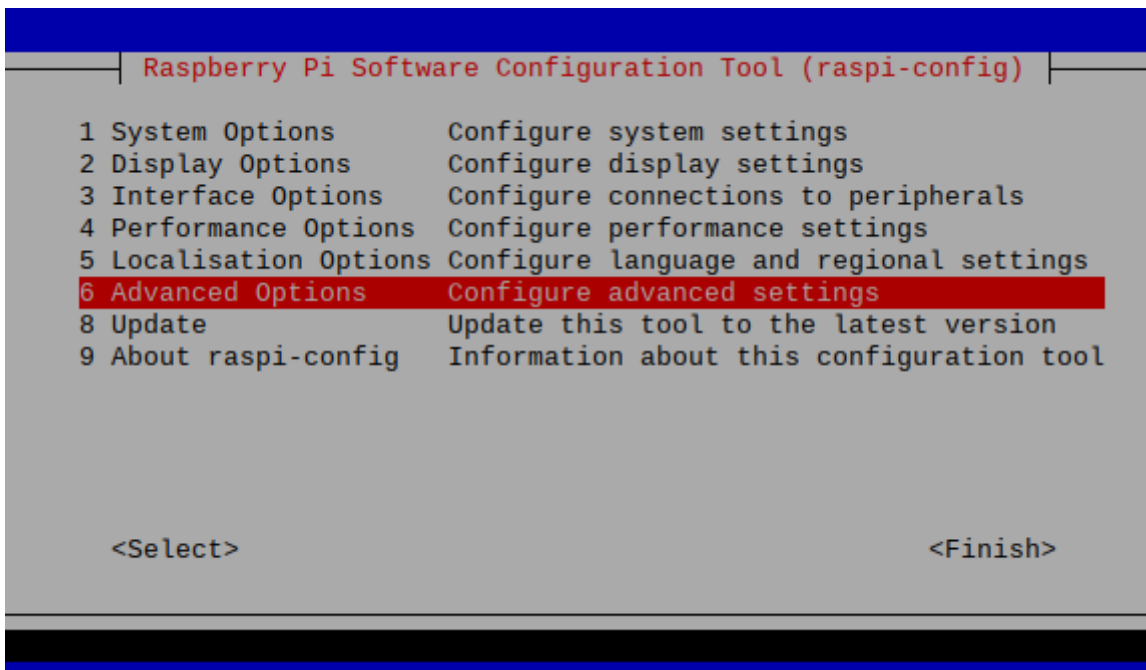 Raspberry Pi Software Configuration Tool (raspi-config)
1 System Options Configure system settings
2 Display Options Configure display settings
3 Interface Options Configure connections to peripherals
4 Performance Options Configure performance settings
5 Localisation Options Configure language and regional settings
6 Advanced Options Configure advanced settings
8 Update Update this tool to the latest version
9 About raspi-config Information about this configuration tool
<Select> <Finish>